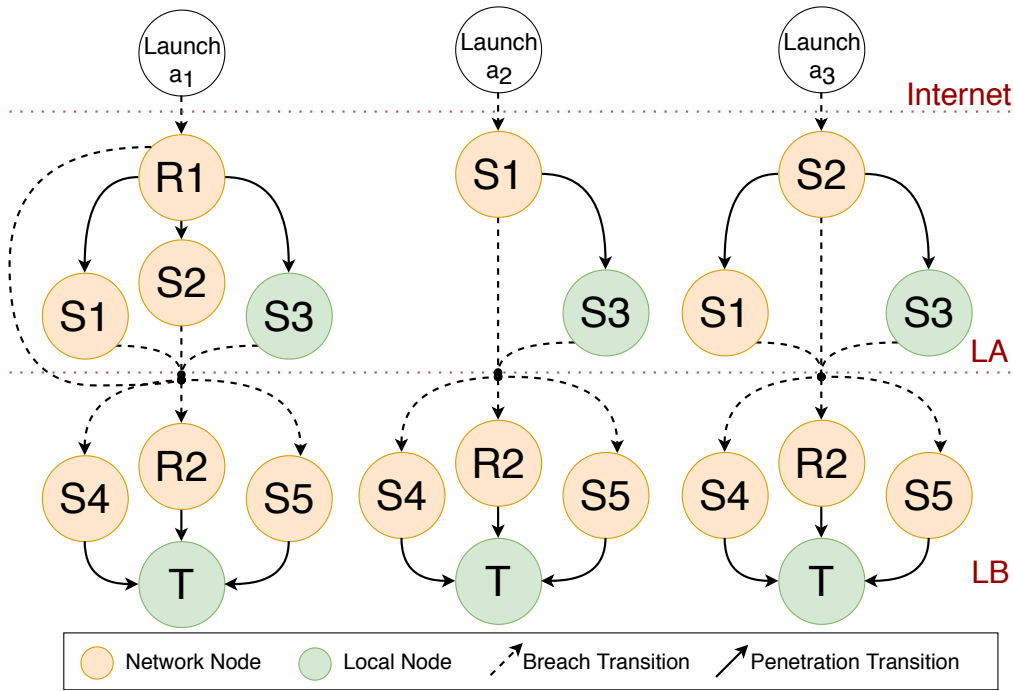 Launch
a1
Launch
a2
Launch
a3
Internet
R1
S1
S2
S2
S1
S3
S3
S1
S3
LA
R2
R2
R2
S4
S5
S4
S5
S4
S5
T
T
T
LB
Network Node
Local Node
Breach Transition
Penetration Transition